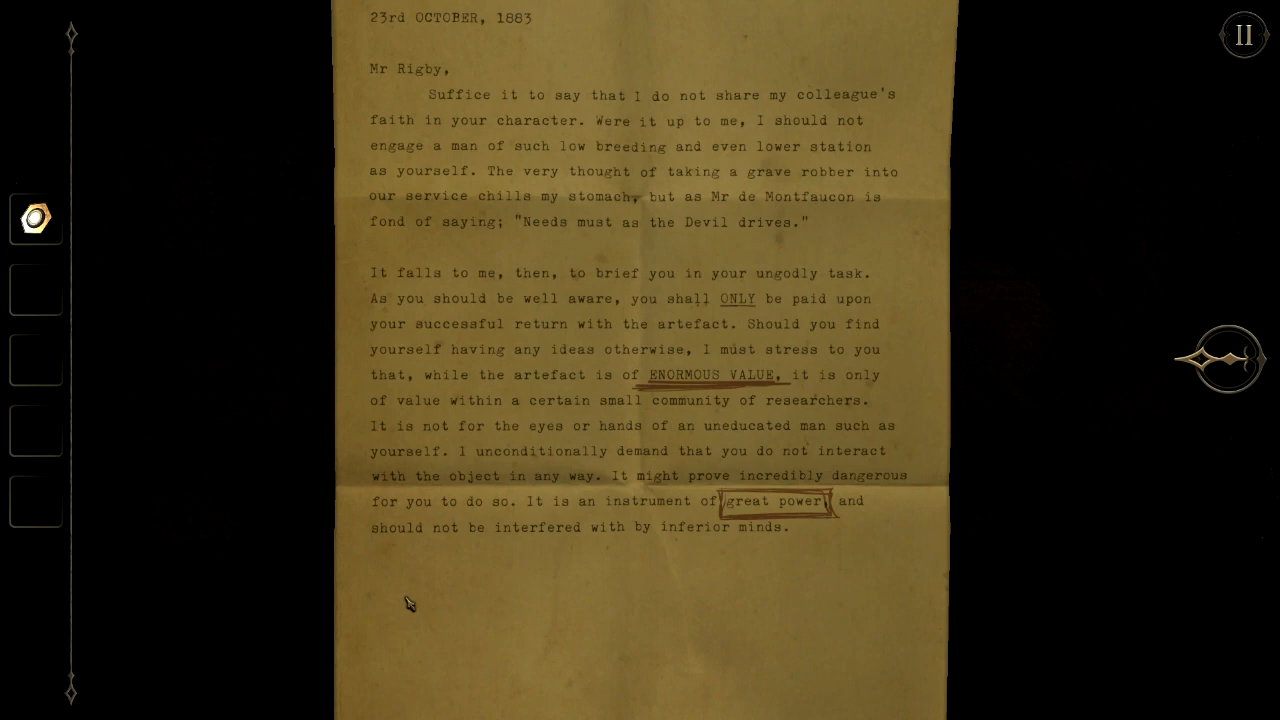 23rd OCTOBER, 1883
Mr Rigby,
Suffice it to say that I do not share my colleague's
faith in your character. Were it up to me, I should not
engage a man of such low breeding and even lower station
as yourself. The very thought of taking a grave robber into
our service chills my stomach, but as Mr de Montfaucon is
fond of saying; "Needs must as the Devil drives."
It falls to me, then, to brief you in your ungodly task.
As you should be well aware, you shall ONLY be paid upon
your successful return with the artefact. Should you find
yourself having any ideas otherwise, I must stress to you
that, while the artefact is of ENORMOUS VALUE, it is only
of value within a certain small community of researchers.
It is not for the eyes or hands of an uneducated man such as
yourself. I unconditionally demand that you do not interact
with the object in any way. It might prove incredibly dangerous
for you to do so. It is an instrument of great power, and
should not be interfered with by inferior minds.